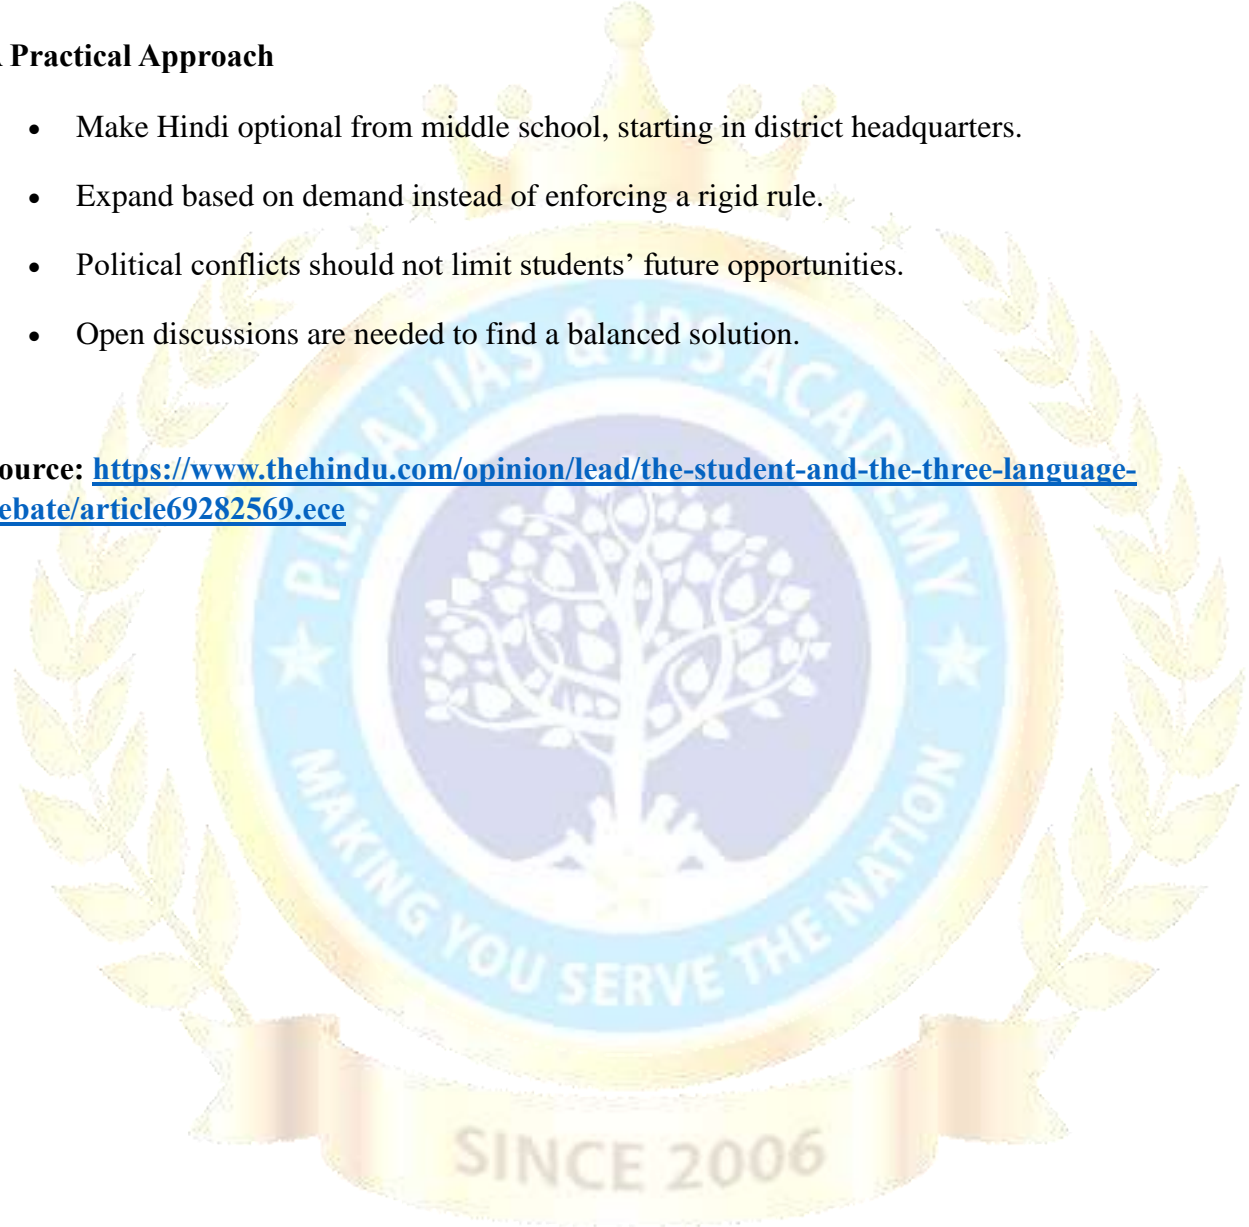 A Practical Approach
• Make Hindi optional from middle school, starting in district headquarters.
• Expand based on demand instead of enforcing a rigid rule.
• Political conflicts should not limit students’ future opportunities.
• Open discussions are needed to find a balanced solution.
ource: https://www.thehindu.com/opinion/lead/the-student-and-the-three-language-
ebate/article69282569.ece
IAS & IPS ACADEMY
MAKING YOU SERVE THE NATION
SINCE 2006